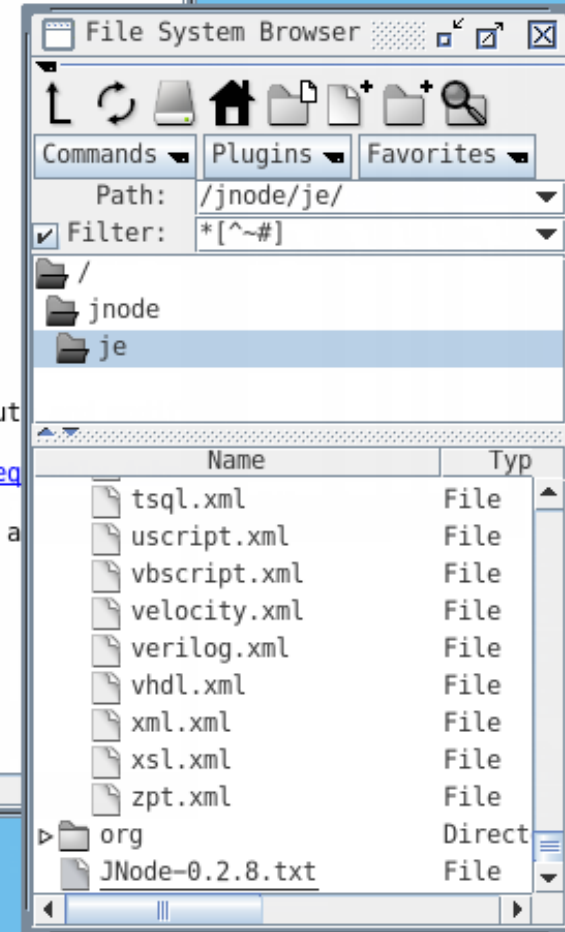 File System Browser
Commands Plugins Favorites
Path: /jnode/je/
Filter: *[^~#]
/
jnode
je
ut
eq
a
Name Typ
tsql.xml File
uscript.xml File
vbscript.xml File
velocity.xml File
verilog.xml File
vhdl.xml File
xml.xml File
xsl.xml File
zpt.xml File
org Direct
JNode-0.2.8.txt File